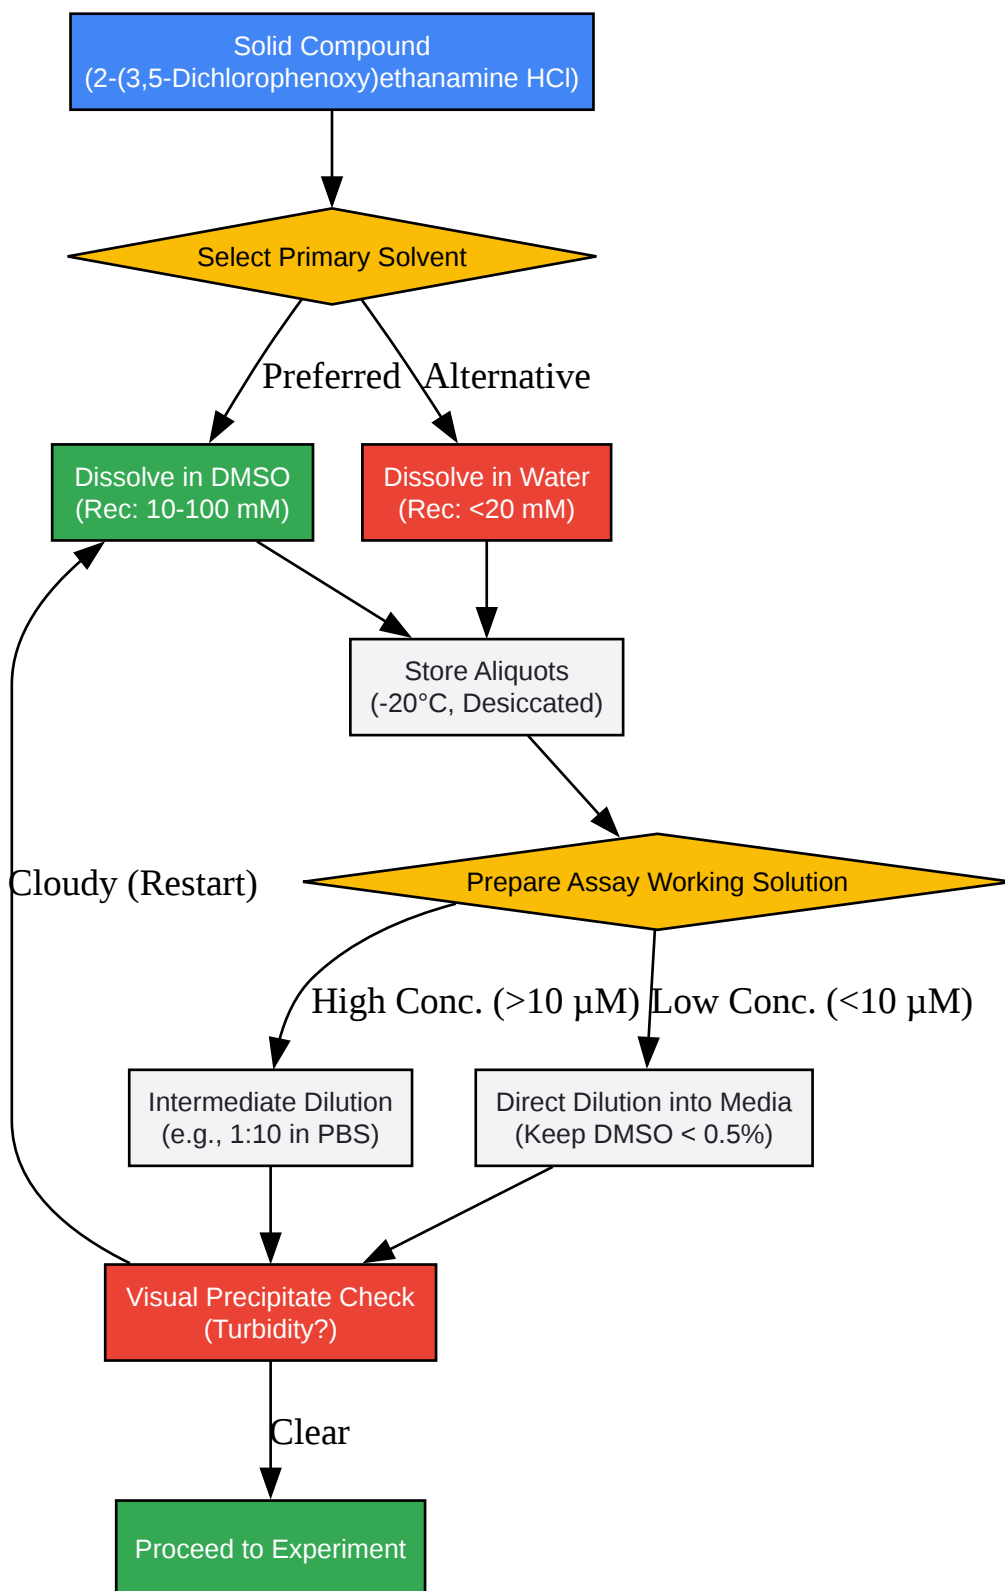 Solid Compound
(2-(3,5-Dichlorophenoxy)ethanamine HCl)
Select Primary Solvent
Preferred
Alternative
Dissolve in DMSO
(Rec: 10-100 mM)
Dissolve in Water
(Rec: <20 mM)
Store Aliquots
(-20°C, Desiccated)
Cloudy (Restart)
Prepare Assay Working Solution
High Conc. (>10 µM)
Low Conc. (<10 µM)
Intermediate Dilution
(e.g., 1:10 in PBS)
Direct Dilution into Media
(Keep DMSO < 0.5%)
Visual Precipitate Check
(Turbidity?)
Clear
Proceed to Experiment